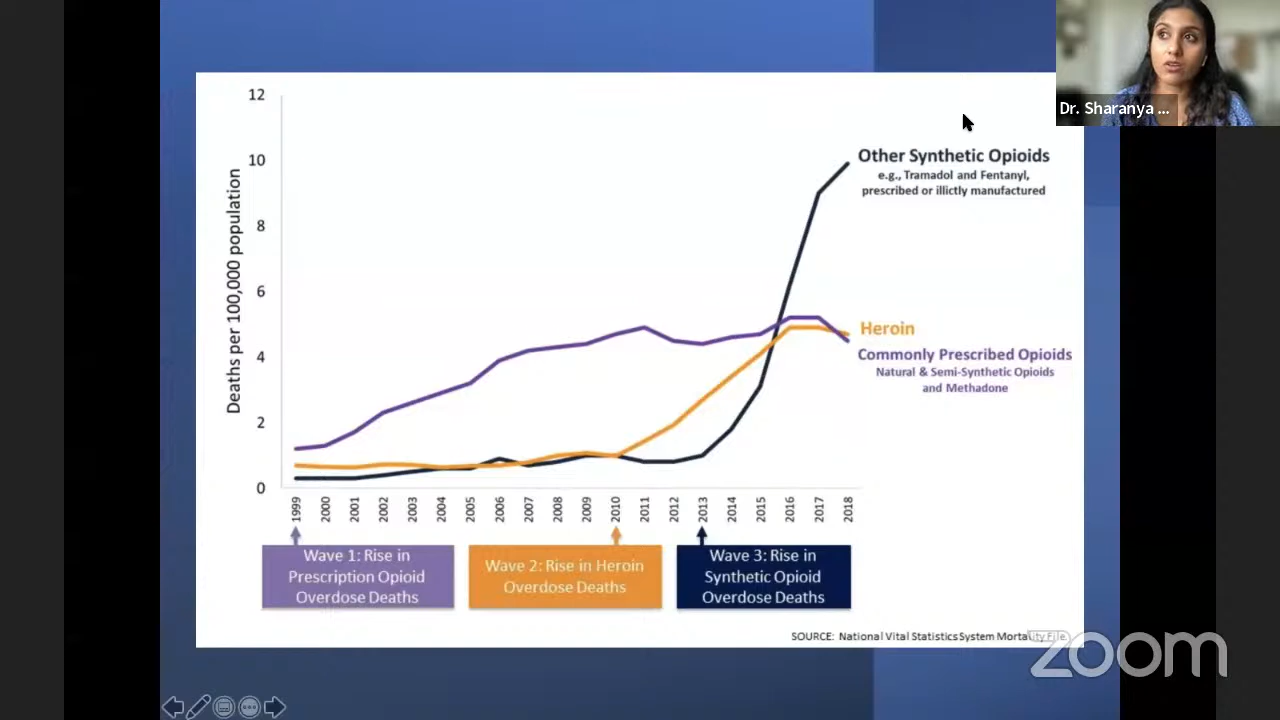 Dr. Sharanya ...
12
10
8
6
4
2
0
Deaths per 100,000 population
Other Synthetic Opioids
e.g., Tramadol and Fentanyl,
prescribed or illictly manufactured
Heroin
Commonly Prescribed Opioids
Natural & Semi-Synthetic Opioids
and Methadone
1999
2000
2001
2002
2003
2004
2005
2006
2007
2008
2009
2010
2011
2012
2013
2014
2015
2016
2017
2018
Wave 1: Rise in
Prescription Opioid
Overdose Deaths
Wave 2: Rise in Heroin
Overdose Deaths
Wave 3: Rise in
Synthetic Opioid
Overdose Deaths
SOURCE: National Vital Statistics System Mortality File.
zoom